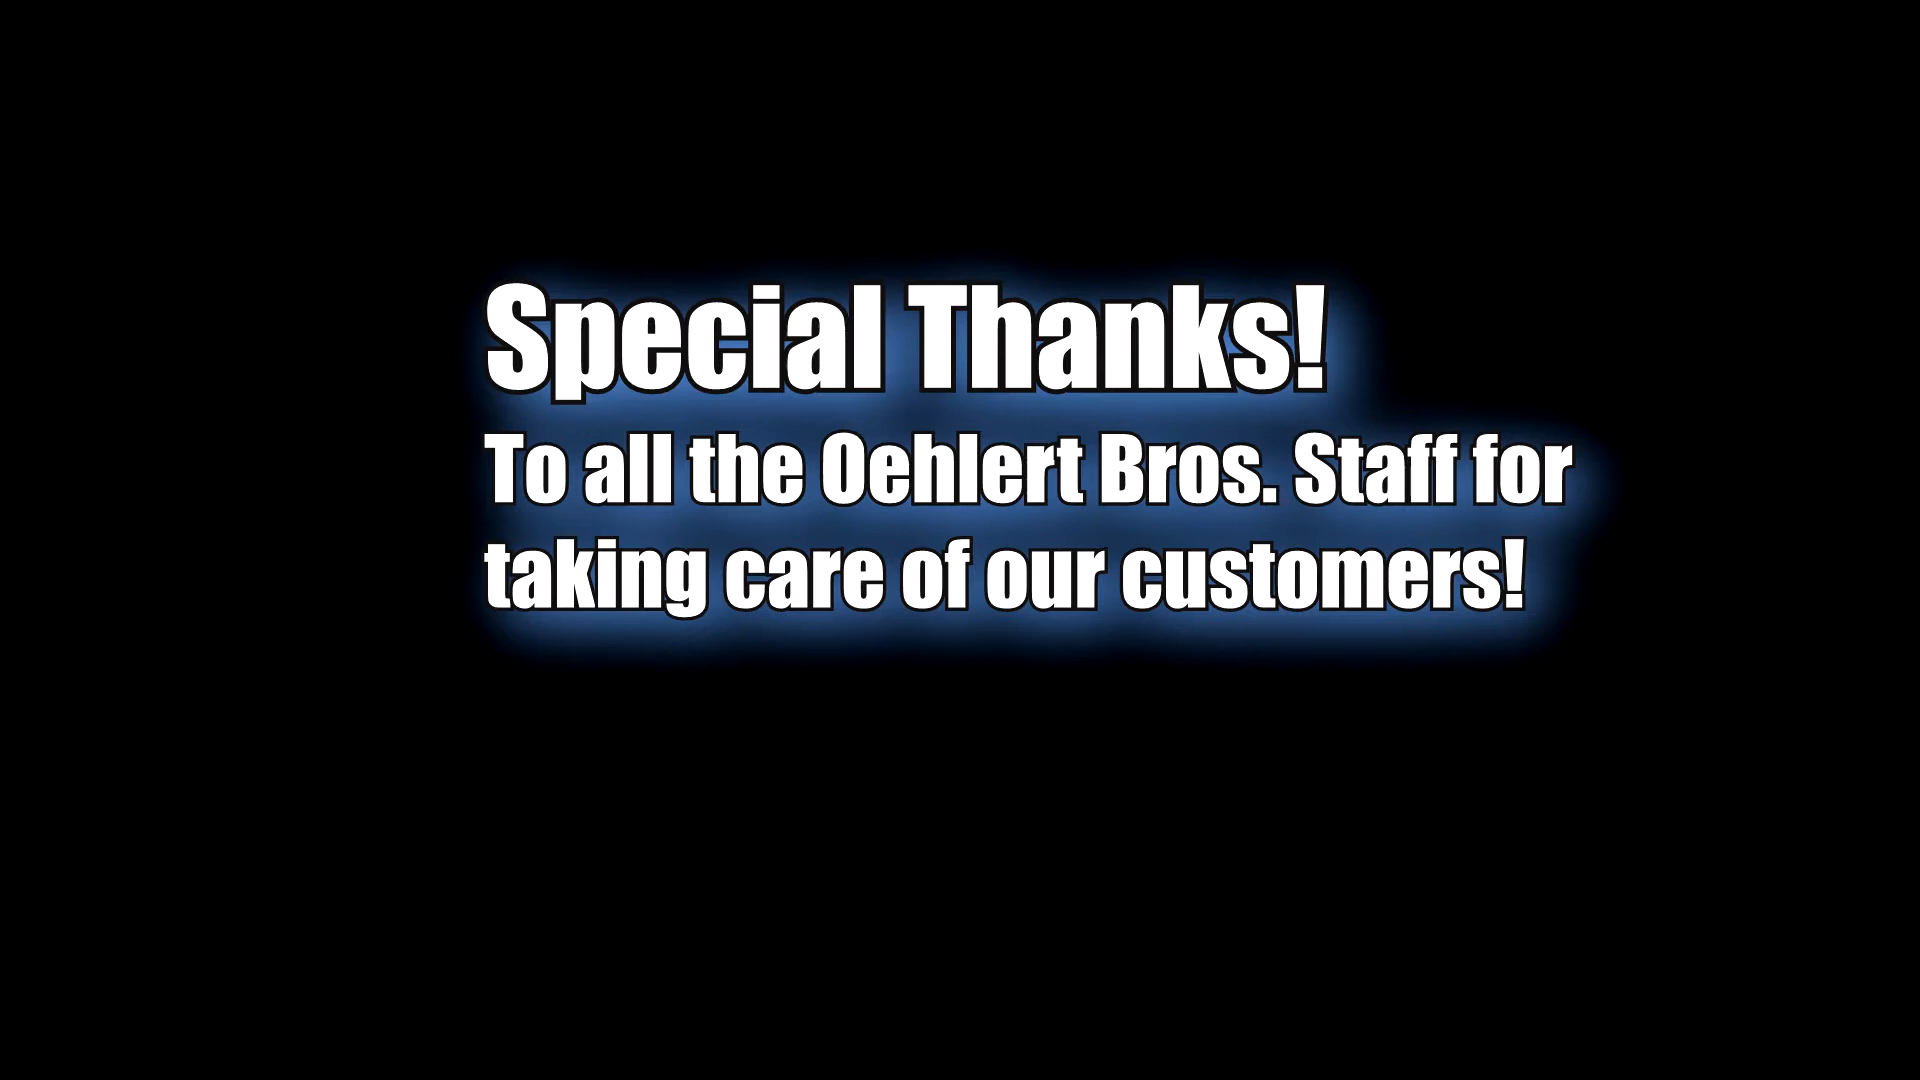 Special Thanks!
To all the Oehlert Bros. Staff for
taking care of our customers!